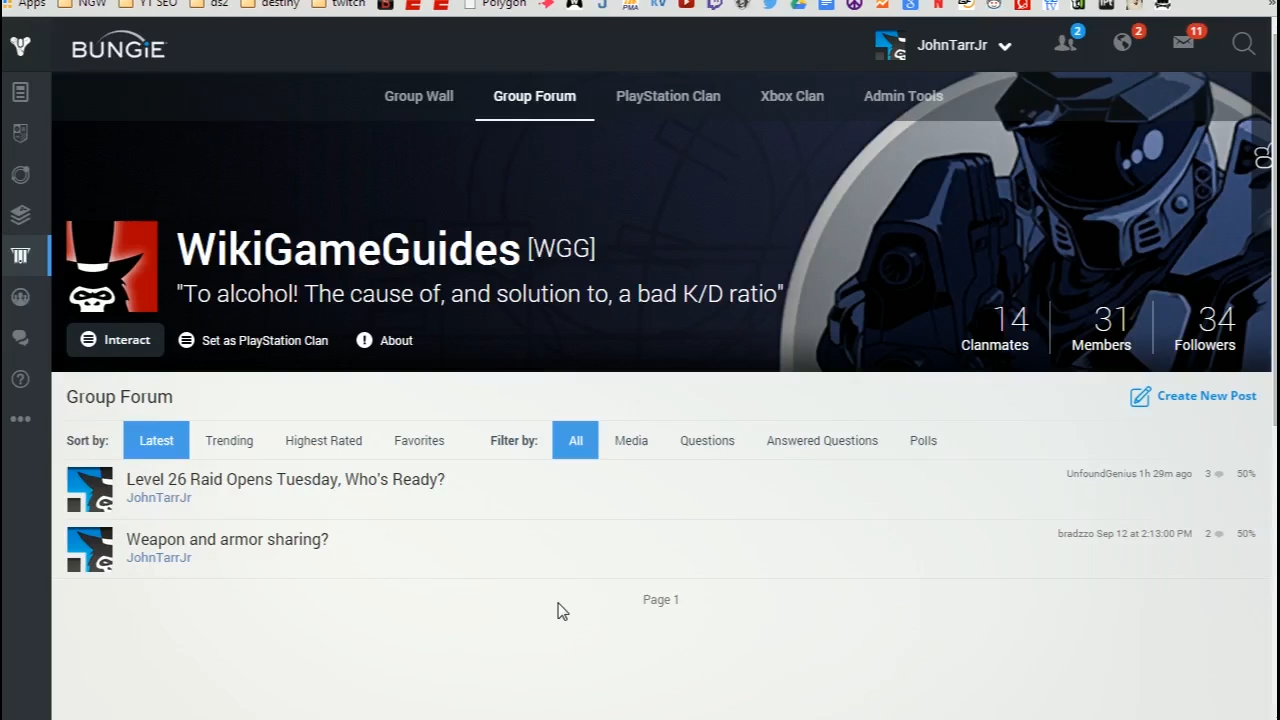 Apps NGW YT SEO ds2 destiny twitch Polygon
BUNGiE JohnTarrJr 2 2 11
Group Wall Group Forum PlayStation Clan Xbox Clan Admin Tools
WikiGameGuides [WGG]
"To alcohol! The cause of, and solution to, a bad K/D ratio"
14 31 34
Clanmates Members Followers
Interact Set as PlayStation Clan About
Group Forum Create New Post
Sort by: Latest Trending Highest Rated Favorites Filter by: All Media Questions Answered Questions Polls
Level 26 Raid Opens Tuesday, Who's Ready? UnfoundGenius 1h 29m ago 3 50%
JohnTarrJr
Weapon and armor sharing? bradzzo Sep 12 at 2:13:00 PM 2 50%
JohnTarrJr
Page 1